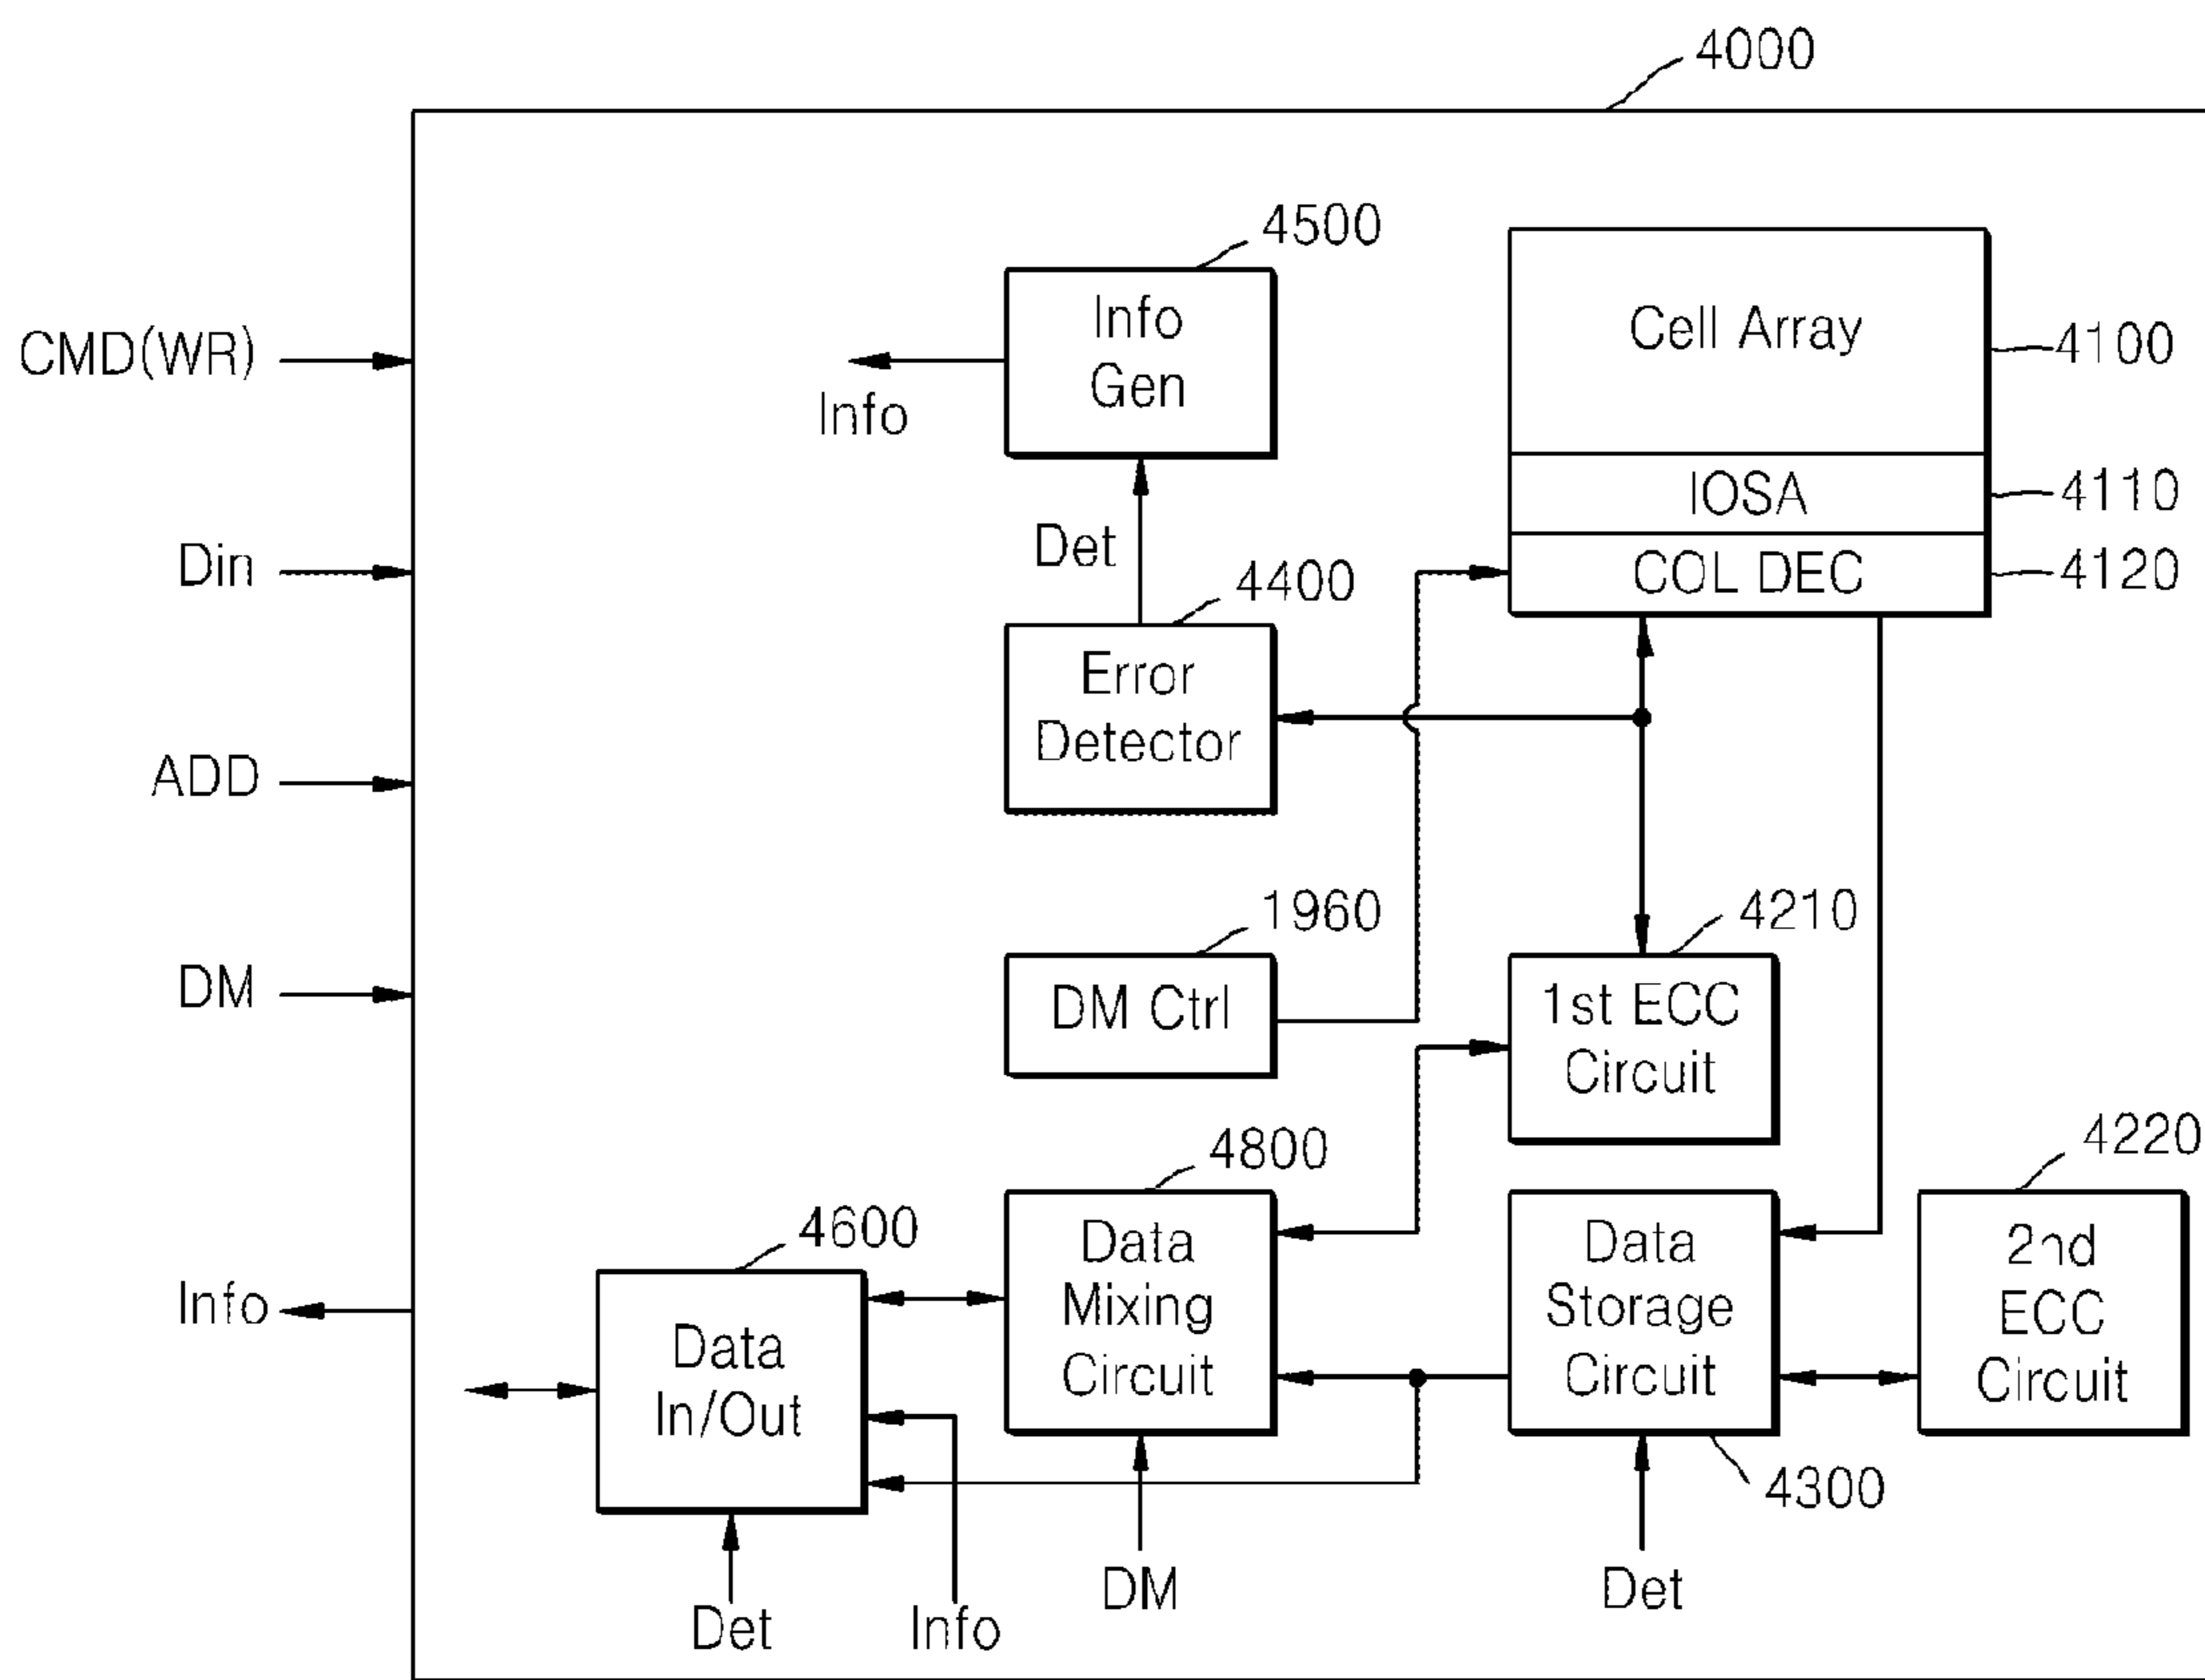 4000
4500
Info
Gen
Cell Array
4100
CMD(WR)
Info
IOSA
4110
Det
Din
4400
COL DEC
4120
Error
Detector
ADD
1960
4210
DM
DM Ctrl
1st ECC
Circuit
4800
4220
4600
Data
Mixing
Circuit
Data
Storage
Circuit
2nd
ECC
Circuit
Info
Data
In/Out
4300
DM
Det
Det
Info